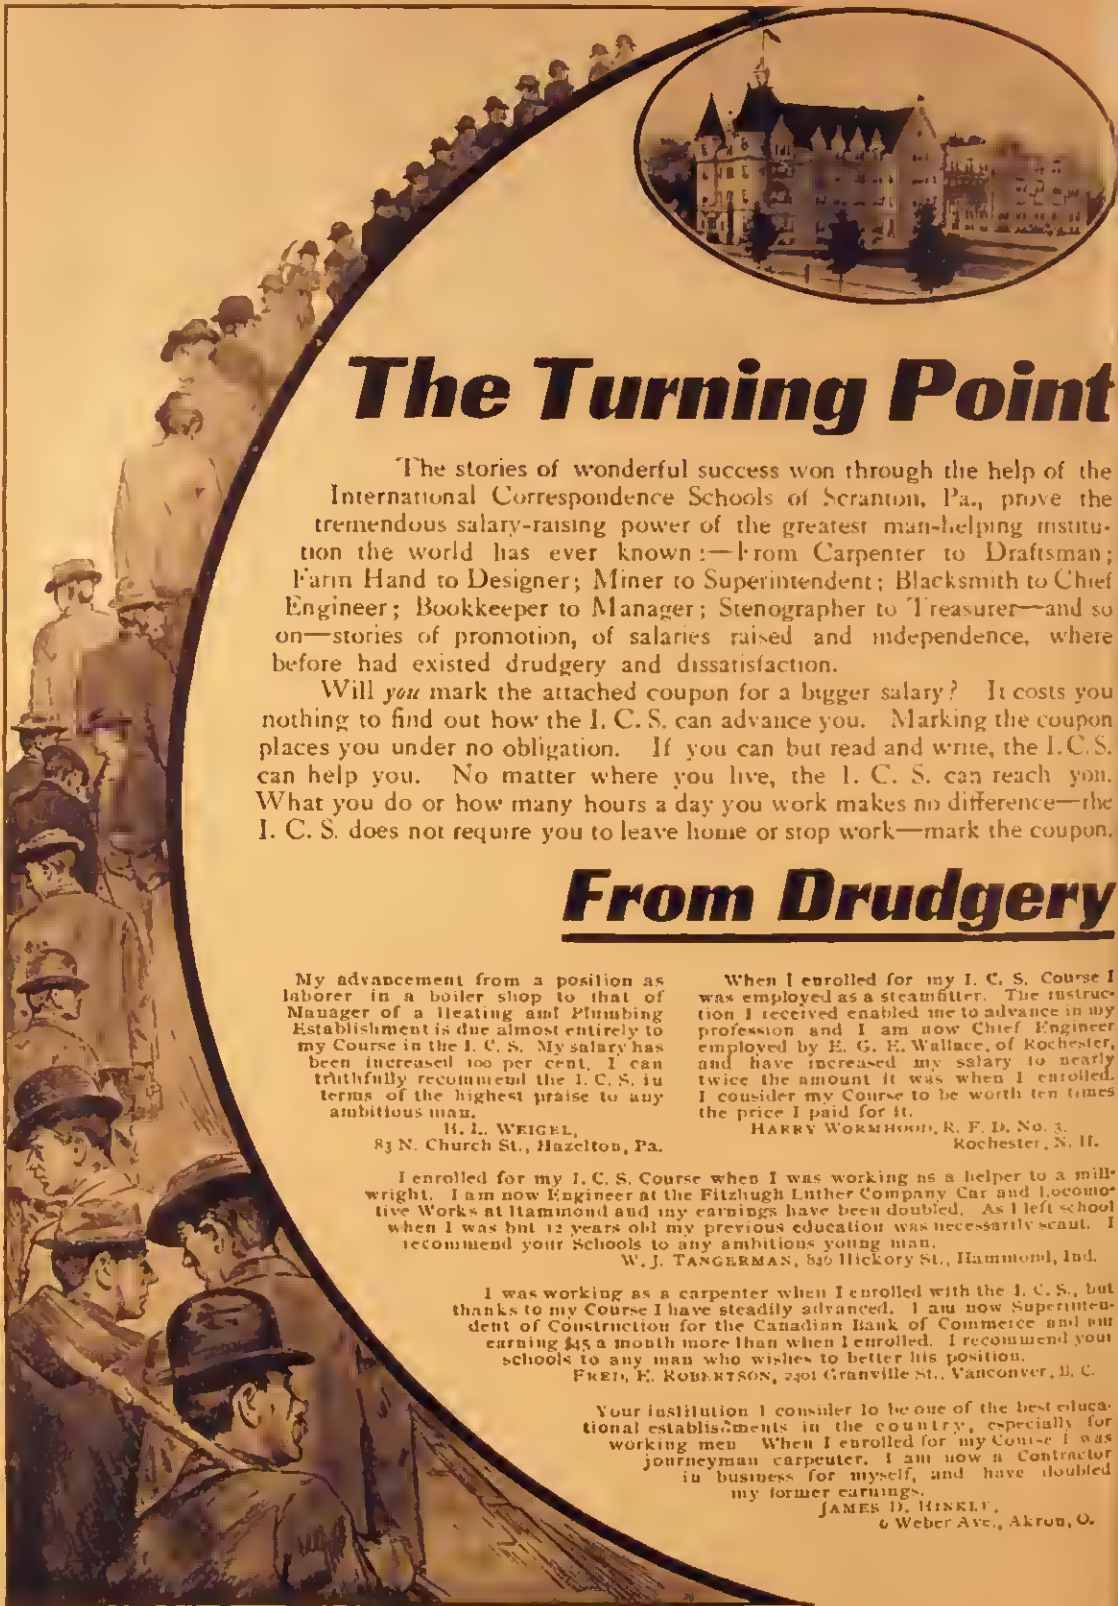 The Turning Point
The stories of wonderful success won through the help of the
International Correspondence Schools of Scranton, Pa., prove the
tremendous salary-raising power of the greatest man-helping institu-
tion the world has ever known:—From Carpenter to Draftsman;
Farm Hand to Designer; Miner to Superintendent; Blacksmith to Chief
Engineer; Bookkeeper to Manager; Stenographer to Treasurer—and so
on—stories of promotion, of salaries raised and independence, where
before had existed drudgery and dissatisfaction.
Will you mark the attached coupon for a bigger salary? It costs you
nothing to find out how the I. C. S. can advance you. Marking the coupon
places you under no obligation. If you can but read and write, the I.C.S.
can help you. No matter where you live, the I. C. S. can reach you.
What you do or how many hours a day you work makes no difference—the
I. C. S. does not require you to leave home or stop work—mark the coupon.
From Drudgery
My advancement from a position as
laborer in a boiler shop to that of
Manager of a Heating and Plumbing
Establishment is due almost entirely to
my Course in the I. C. S. My salary has
been increased 100 per cent. I can
truthfully recommend the I. C. S. in
terms of the highest praise to any
ambitious man.
H. L. WEIGEL,
83 N. Church St., Hazelton, Pa.
When I enrolled for my I. C. S. Course I
was employed as a steamfitter. The instruc-
tion I received enabled me to advance in my
profession and I am now Chief Engineer
employed by E. G. E. Wallace, of Rochester,
and have increased my salary to nearly
twice the amount it was when I enrolled.
I consider my Course to be worth ten times
the price I paid for it.
HARRY WORMHOOD, R. F. D. No. 3.
Rochester, N. H.
I enrolled for my I. C. S. Course when I was working as a helper to a mill-
wright. I am now Engineer at the Fitzhugh Luther Company Car and Locomo-
tive Works at Hammond and my earnings have been doubled. As I left school
when I was but 12 years old my previous education was necessarily scant. I
recommend your Schools to any ambitious young man.
W. J. TANGERMAN, 846 Hickory St., Hammond, Ind.
I was working as a carpenter when I enrolled with the I. C. S., but
thanks to my Course I have steadily advanced. I am now Superinten-
dent of Construction for the Canadian Bank of Commerce and am
earning $45 a month more than when I enrolled. I recommend your
schools to any man who wishes to better his position.
FRED. E. ROBERTSON, 2401 Granville St., Vancouver, B. C.
Your institution I consider to be one of the best educa-
tional establishments in the country, especially for
working men When I enrolled for my Course I was
journeyman carpenter. I am now a Contractor
in business for myself, and have doubled
my former earnings.
JAMES D. HINKLE,
6 Weber Ave., Akron, O.